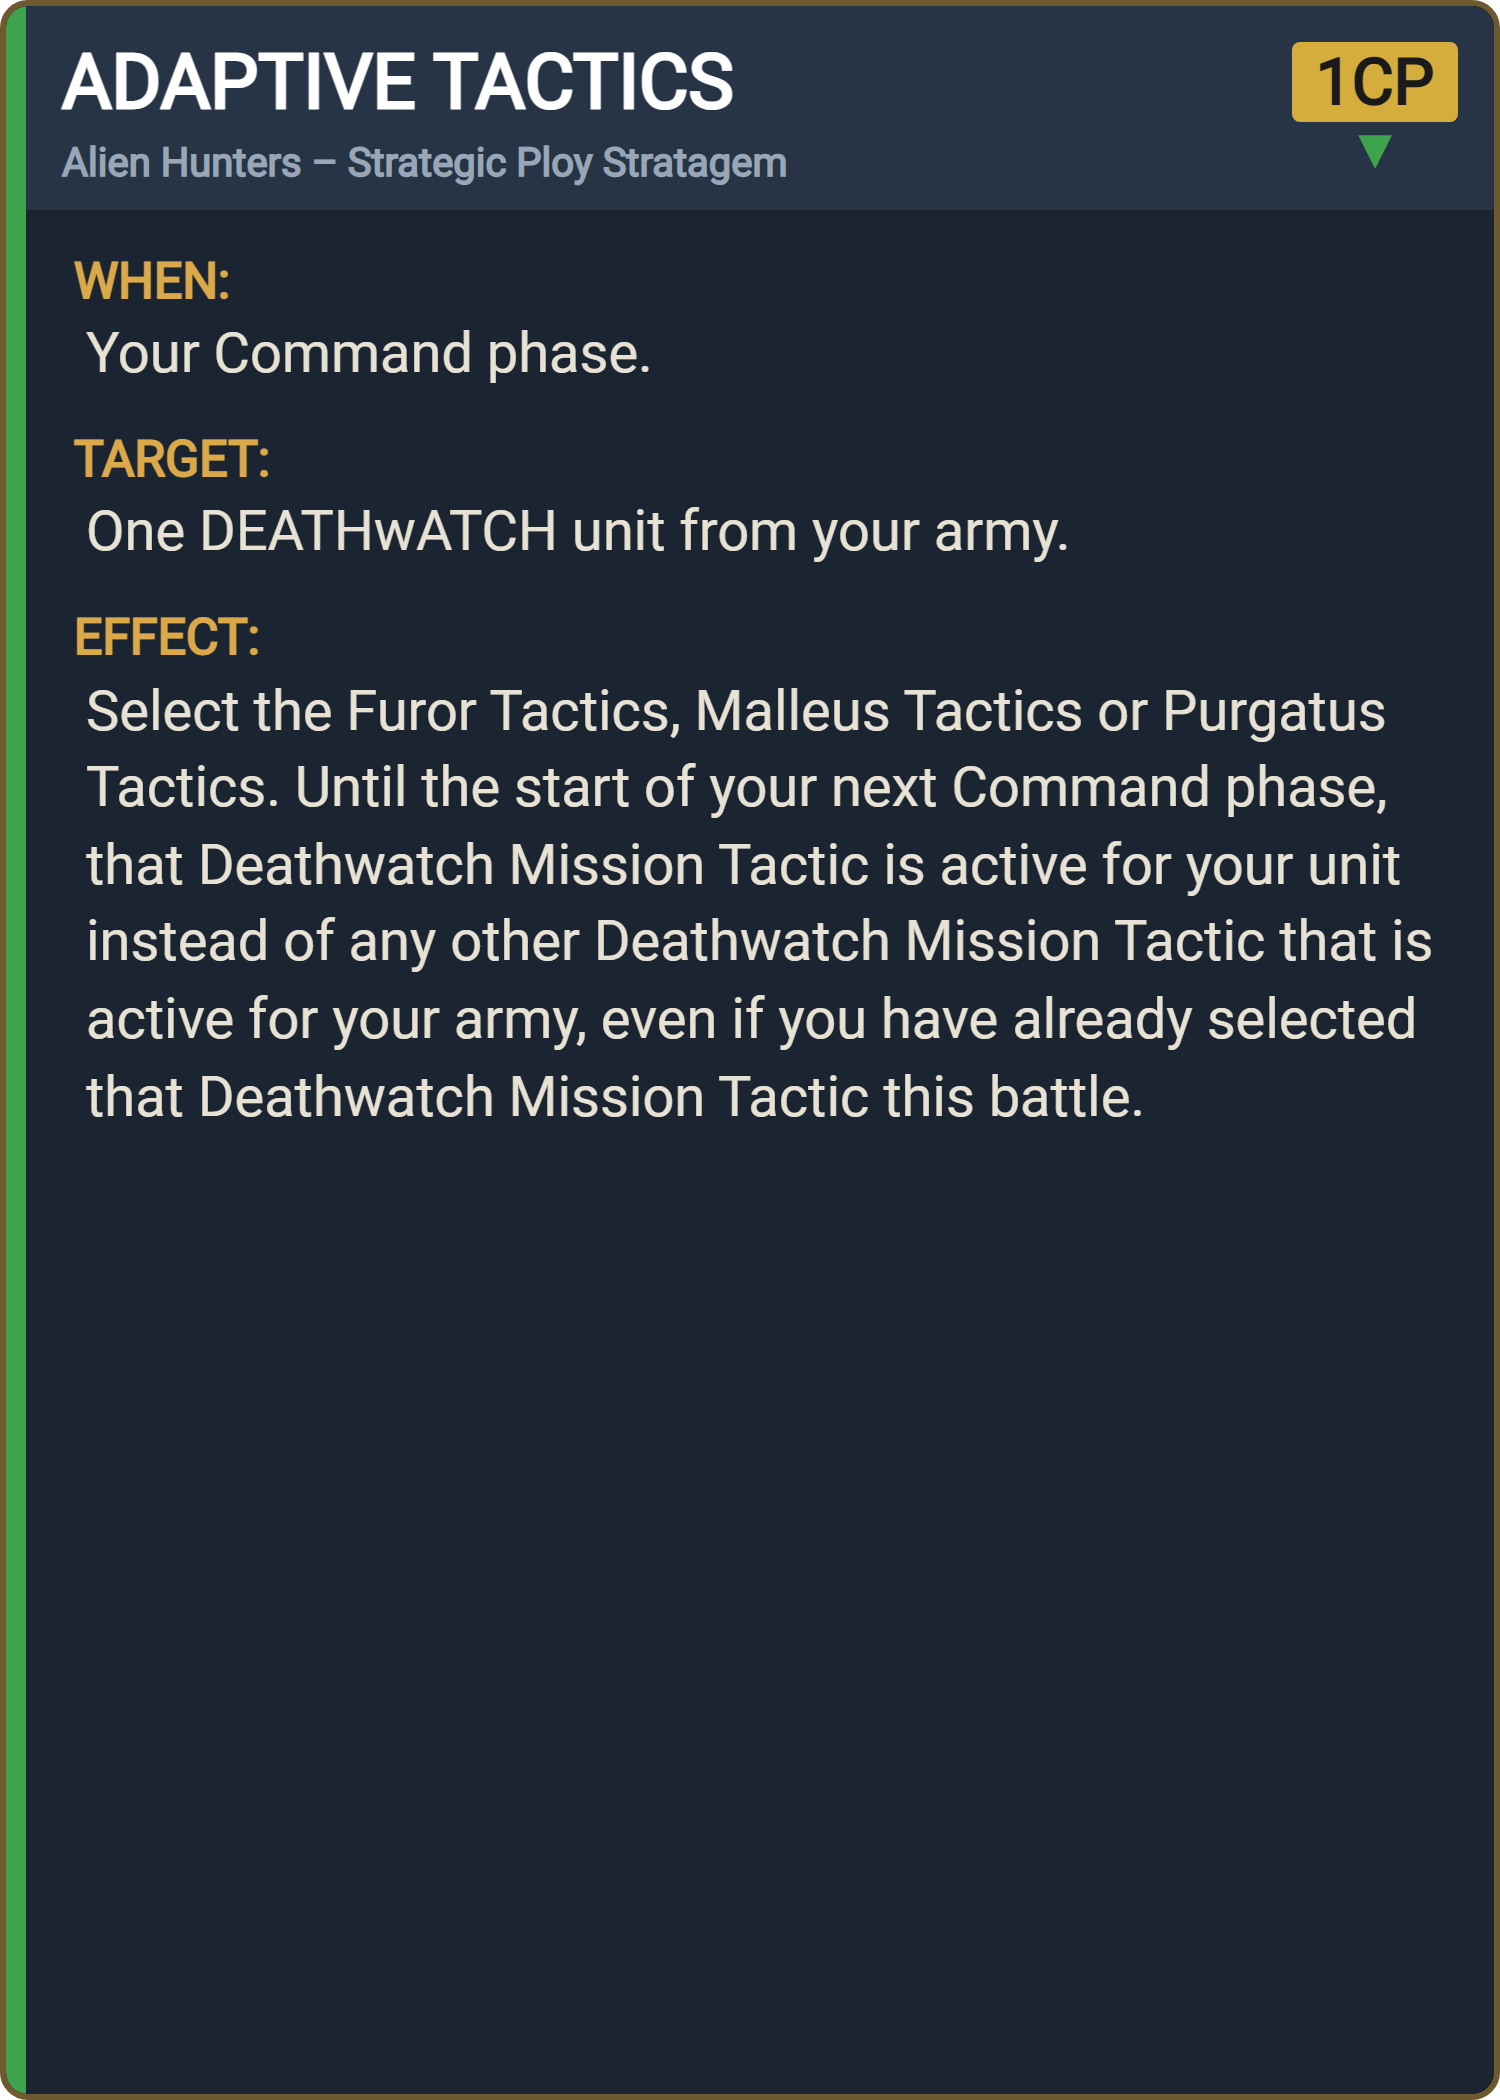 ADAPTIVE TACTICS
1CP
Alien Hunters – Strategic Ploy Stratagem
WHEN:
Your Command phase.
TARGET:
One DEATHwATCH unit from your army.
EFFECT:
Select the Furor Tactics, Malleus Tactics or Purgatus
Tactics. Until the start of your next Command phase,
that Deathwatch Mission Tactic is active for your unit
instead of any other Deathwatch Mission Tactic that is
active for your army, even if you have already selected
that Deathwatch Mission Tactic this battle.